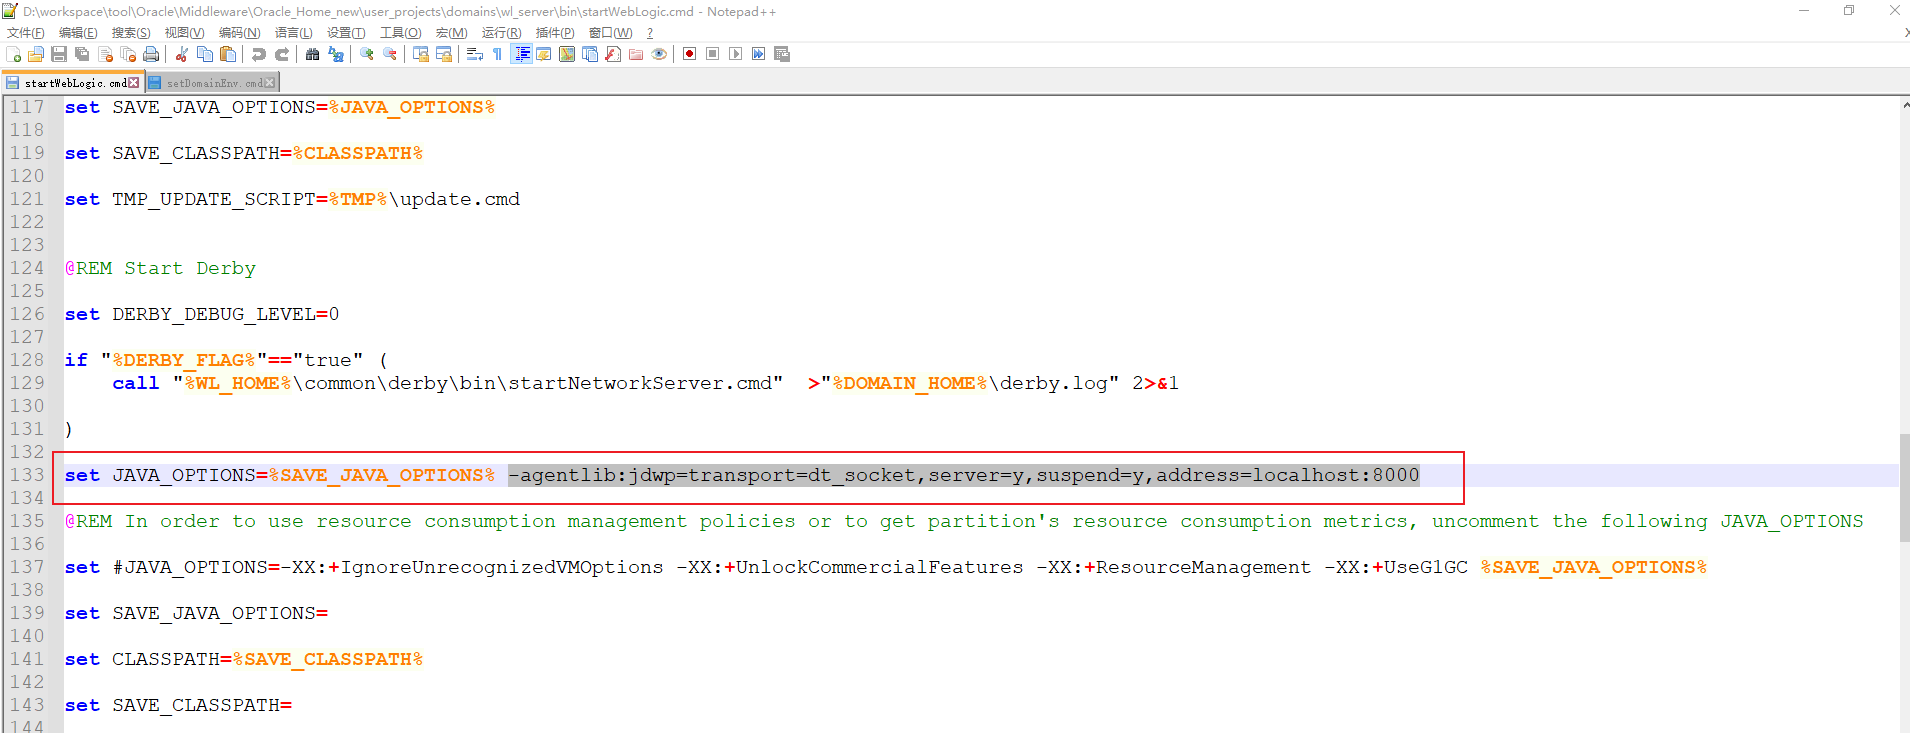 D:\workspace\tool\Oracle\Middleware\Oracle_Home_new\user_projects\domains\wl_server\bin\startWebLogic.cmd - Notepad++
文件(F) 编辑(E) 搜索(S) 视图(V) 编码(N) 语言(L) 设置(T) 工具(O) 宏(M) 运行(R) 插件(P) 窗口(W) ?
startWebLogic.cmd setDomainEnv.cmd
117 set SAVE_JAVA_OPTIONS=%JAVA_OPTIONS%
118
119 set SAVE_CLASSPATH=%CLASSPATH%
120
121 set TMP_UPDATE_SCRIPT=%TMP%\update.cmd
122
123
124 @REM Start Derby
125
126 set DERBY_DEBUG_LEVEL=0
127
128 if "%DERBY_FLAG%"=="true" (
129 call "%WL_HOME%\common\derby\bin\startNetworkServer.cmd"  >"%DOMAIN_HOME%\derby.log" 2>&1
130
131 )
132
133 set JAVA_OPTIONS=%SAVE_JAVA_OPTIONS% -agentlib:jdwp=transport=dt_socket,server=y,suspend=y,address=localhost:8000
134
135 @REM In order to use resource consumption management policies or to get partition's resource consumption metrics, uncomment the following JAVA_OPTIONS
136
137 set #JAVA_OPTIONS=-XX:+IgnoreUnrecognizedVMOptions -XX:+UnlockCommercialFeatures -XX:+ResourceManagement -XX:+UseG1GC %SAVE_JAVA_OPTIONS%
138
139 set SAVE_JAVA_OPTIONS=
140
141 set CLASSPATH=%SAVE_CLASSPATH%
142
143 set SAVE_CLASSPATH=
144